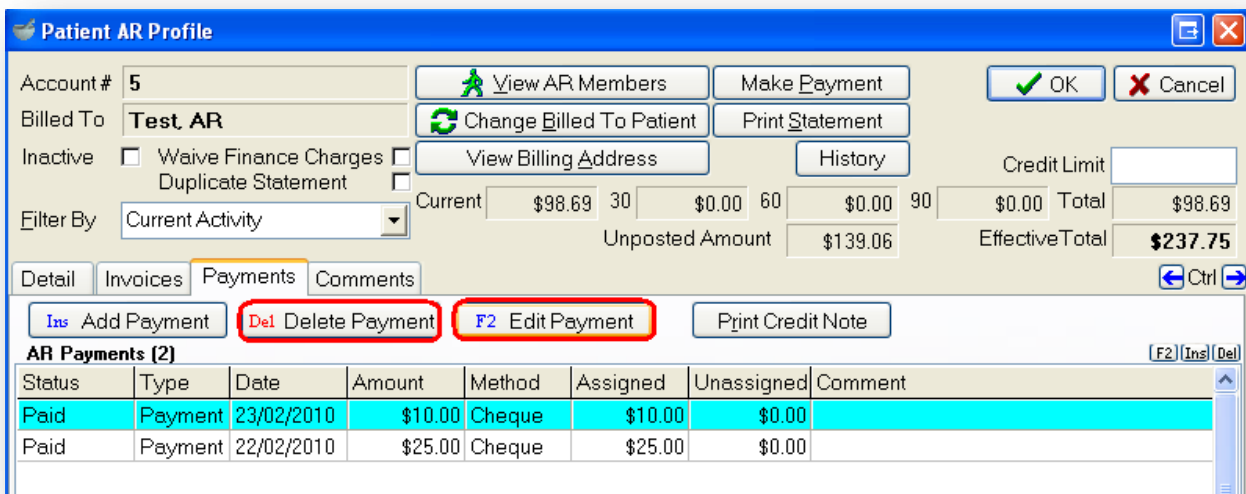 Patient AR Profile
Account # 5 View AR Members Make Payment OK Cancel
Billed To Test, AR Change Billed To Patient Print Statement
Inactive Waive Finance Charges View Billing Address History Credit Limit
Duplicate Statement
Filter By Current Activity Current $98.69 30 $0.00 60 $0.00 90 $0.00 Total $98.69
Unposted Amount $139.06 EffectiveTotal $237.75
Detail Invoices Payments Comments Ctrl
Ins Add Payment Del Delete Payment F2 Edit Payment Print Credit Note
AR Payments (2) F2 Ins Del
Status Type Date Amount Method Assigned Unassigned Comment
Paid Payment 23/02/2010 $10.00 Cheque $10.00 $0.00
Paid Payment 22/02/2010 $25.00 Cheque $25.00 $0.00